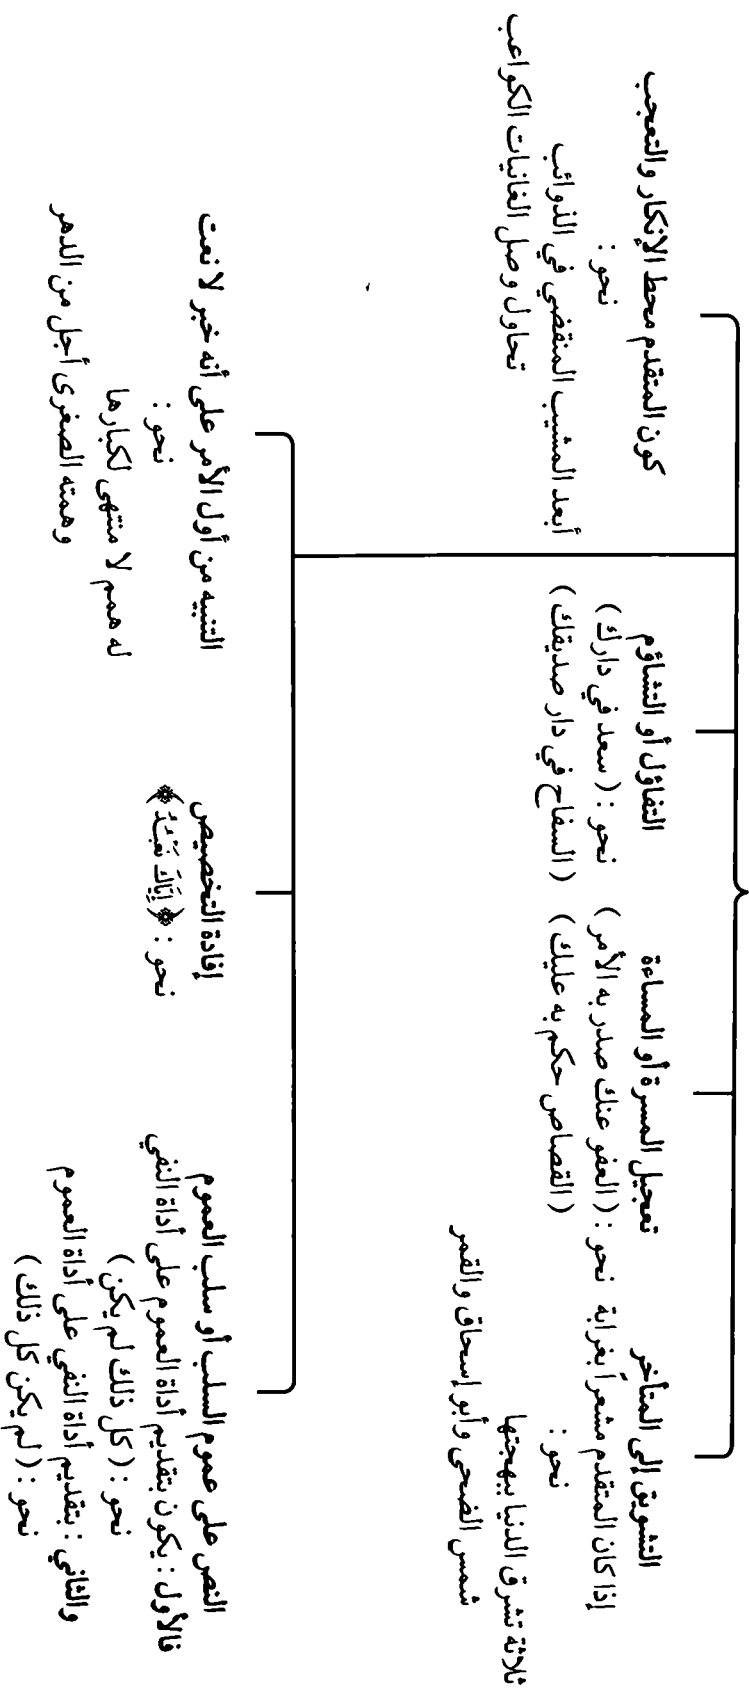 التشويق إلى المتأخر
إذا كان المتقدم مشعراً بغرابة
نحو :
ثلاثة تشرق الدنيا ببهجتها
شمس الضحى وأبو إسحاق والقمر
تعجيل المسرة أو المساءة
نحو : ( العفو عنك صدر به الأمر )
( القصاص حكم به عليك )
التفاؤل أو التشاؤم
نحو : ( سعد في دارك )
( السفاح في دار صديقك )
كون المتقدم محط الإنكار والتعجب
نحو :
أبعد المشيب المنقضي في الذوائب
تحاول وصل الغانيات الكواعب
النص على عموم السلب أو سلب العموم
فالأول : يكون بتقديم أداة العموم على أداة النفي
نحو : ( كل ذلك لم يكن )
والثاني : بتقديم أداة النفي على أداة العموم
نحو : ( لم يكن كل ذلك )
إفادة التخصيص
نحو : ﴿ إِيَّاكَ نَعْبُدُ ﴾
التنبيه من أول الأمر على أنه خبر لا نعت
نحو :
له همم لا منتهى لكبارها
وهمته الصغرى أجل من الدهر